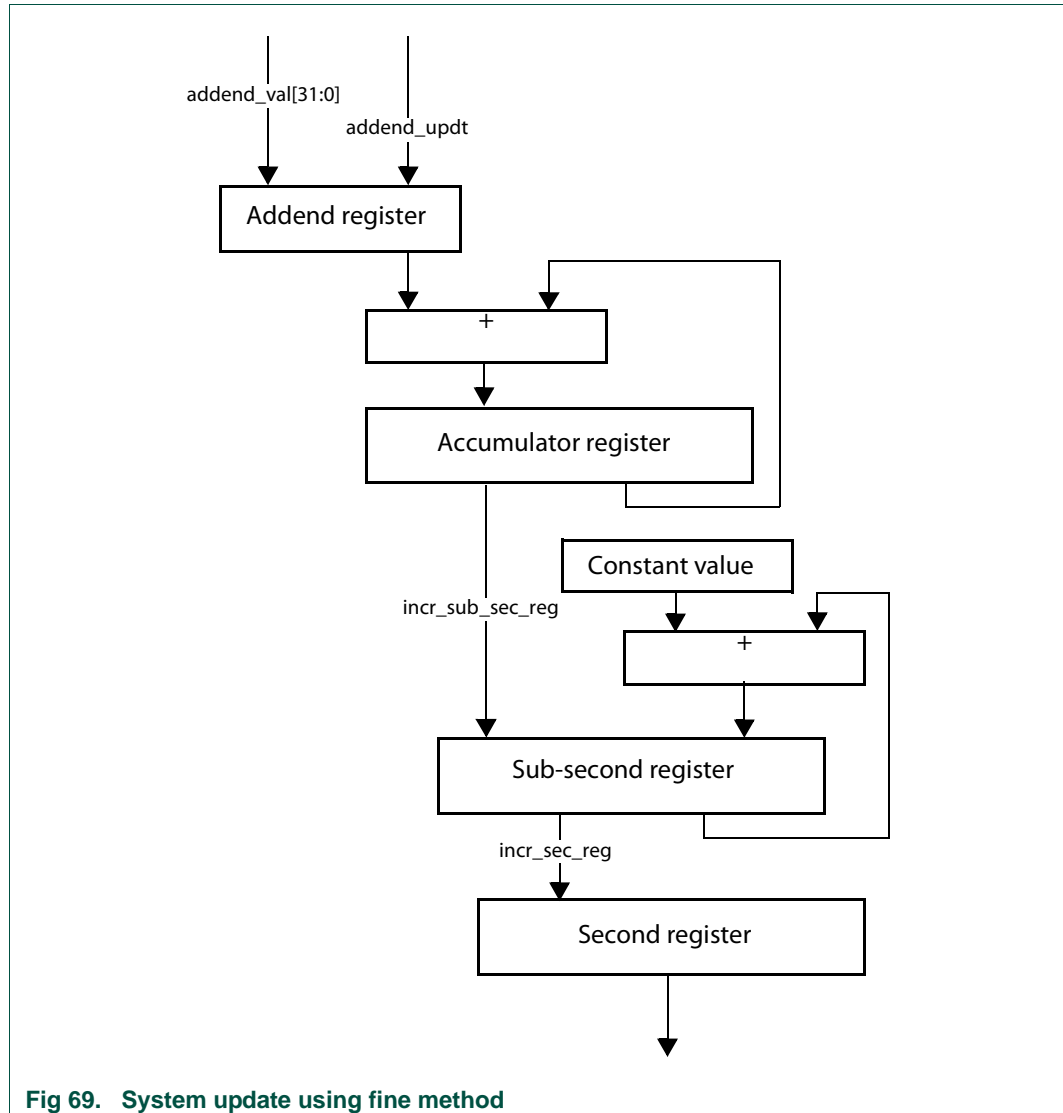 addend_val[31:0]
addend_updt
Addend register
+
Accumulator register
Constant value
incr_sub_sec_reg
+
Sub-second register
incr_sec_reg
Second register
Fig 69. System update using fine method